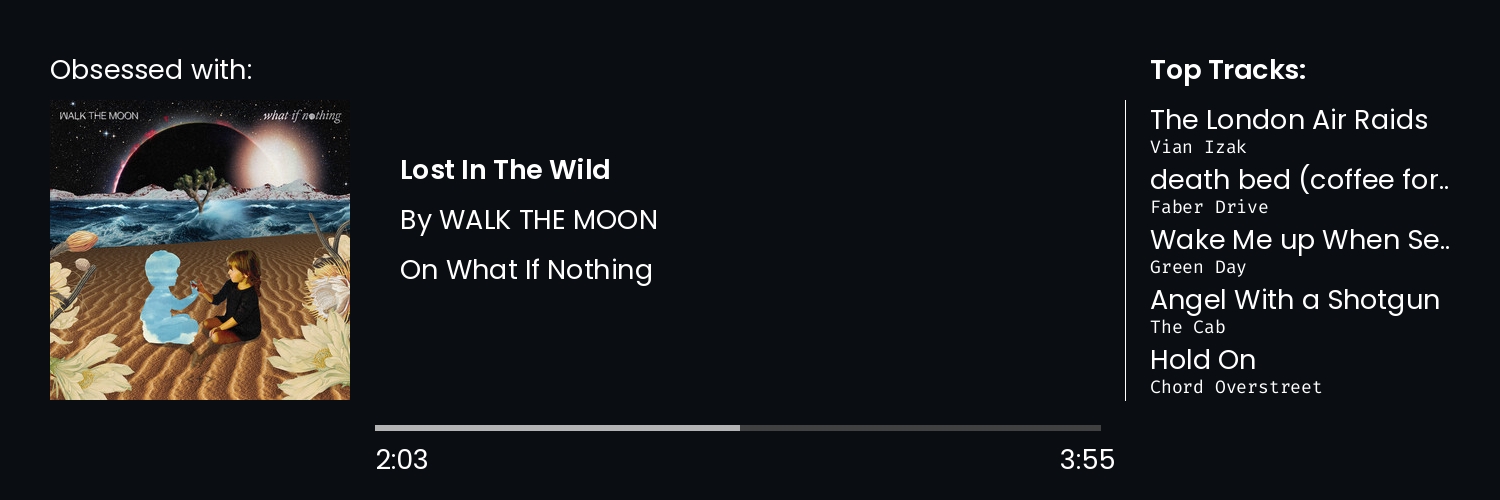 Obsessed with:
WALK THE MOON
what if nothing
Lost In The Wild
By WALK THE MOON
On What If Nothing
2:03
3:55
Top Tracks:
The London Air Raids
Vian Izak
death bed (coffee for..
Faber Drive
Wake Me up When Se..
Green Day
Angel With a Shotgun
The Cab
Hold On
Chord Overstreet